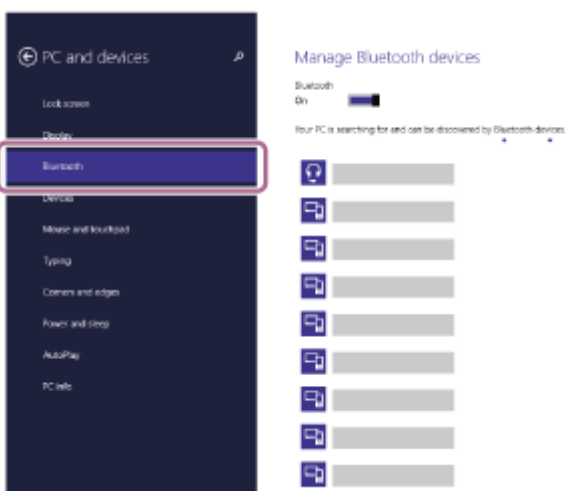 PC and devices
Lock screen
Display
Bluetooth
Devices
Mouse and touchpad
Typing
Corners and edges
Power and sleep
AutoPlay
PC info
Manage Bluetooth devices
Bluetooth
On
Your PC is searching for and can be discovered by Bluetooth devices.